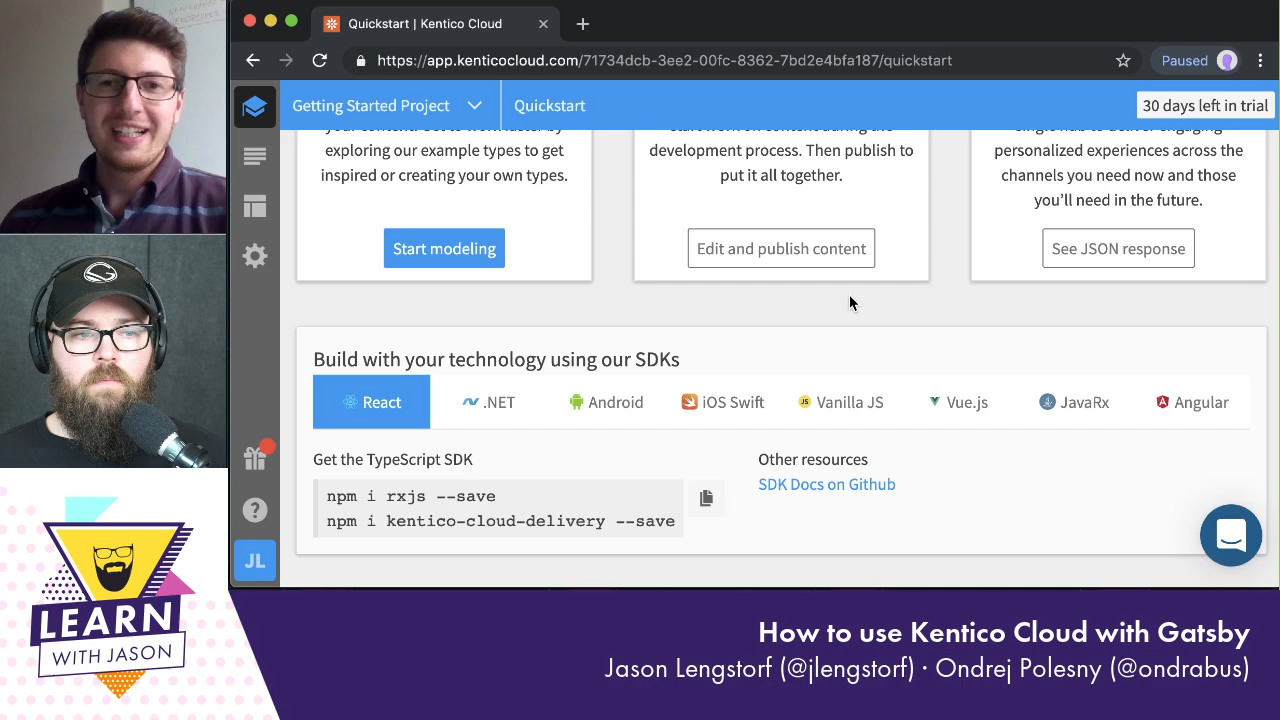 Quickstart | Kentico Cloud
https://app.kenticocloud.com/71734dcb-3ee2-00fc-8362-7bd2e4bfa187/quickstart
Paused
Getting Started Project
Quickstart
30 days left in trial
exploring our example types to get
inspired or creating your own types.
Start modeling
development process. Then publish to
put it all together.
Edit and publish content
personalized experiences across the
channels you need now and those
you'll need in the future.
See JSON response
Build with your technology using our SDKs
React
.NET
Android
iOS Swift
JS Vanilla JS
Vue.js
JavaRx
Angular
Get the TypeScript SDK
npm i rxjs --save
npm i kentico-cloud-delivery --save
Other resources
SDK Docs on Github
JL
LEARN
WITH JASON
How to use Kentico Cloud with Gatsby
Jason Lengstorf (@jlengstorf) · Ondrej Polesny (@ondrabus)